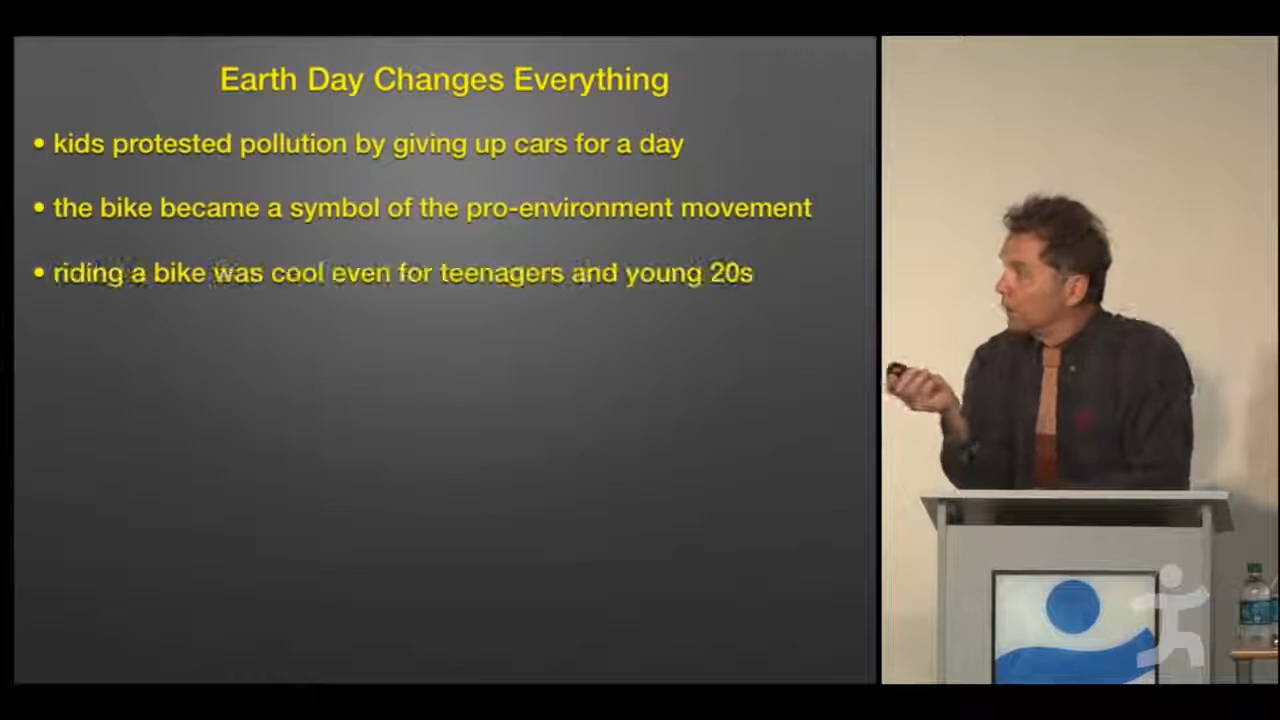 Earth Day Changes Everything
• kids protested pollution by giving up cars for a day
• the bike became a symbol of the pro-environment movement
• riding a bike was cool even for teenagers and young 20s